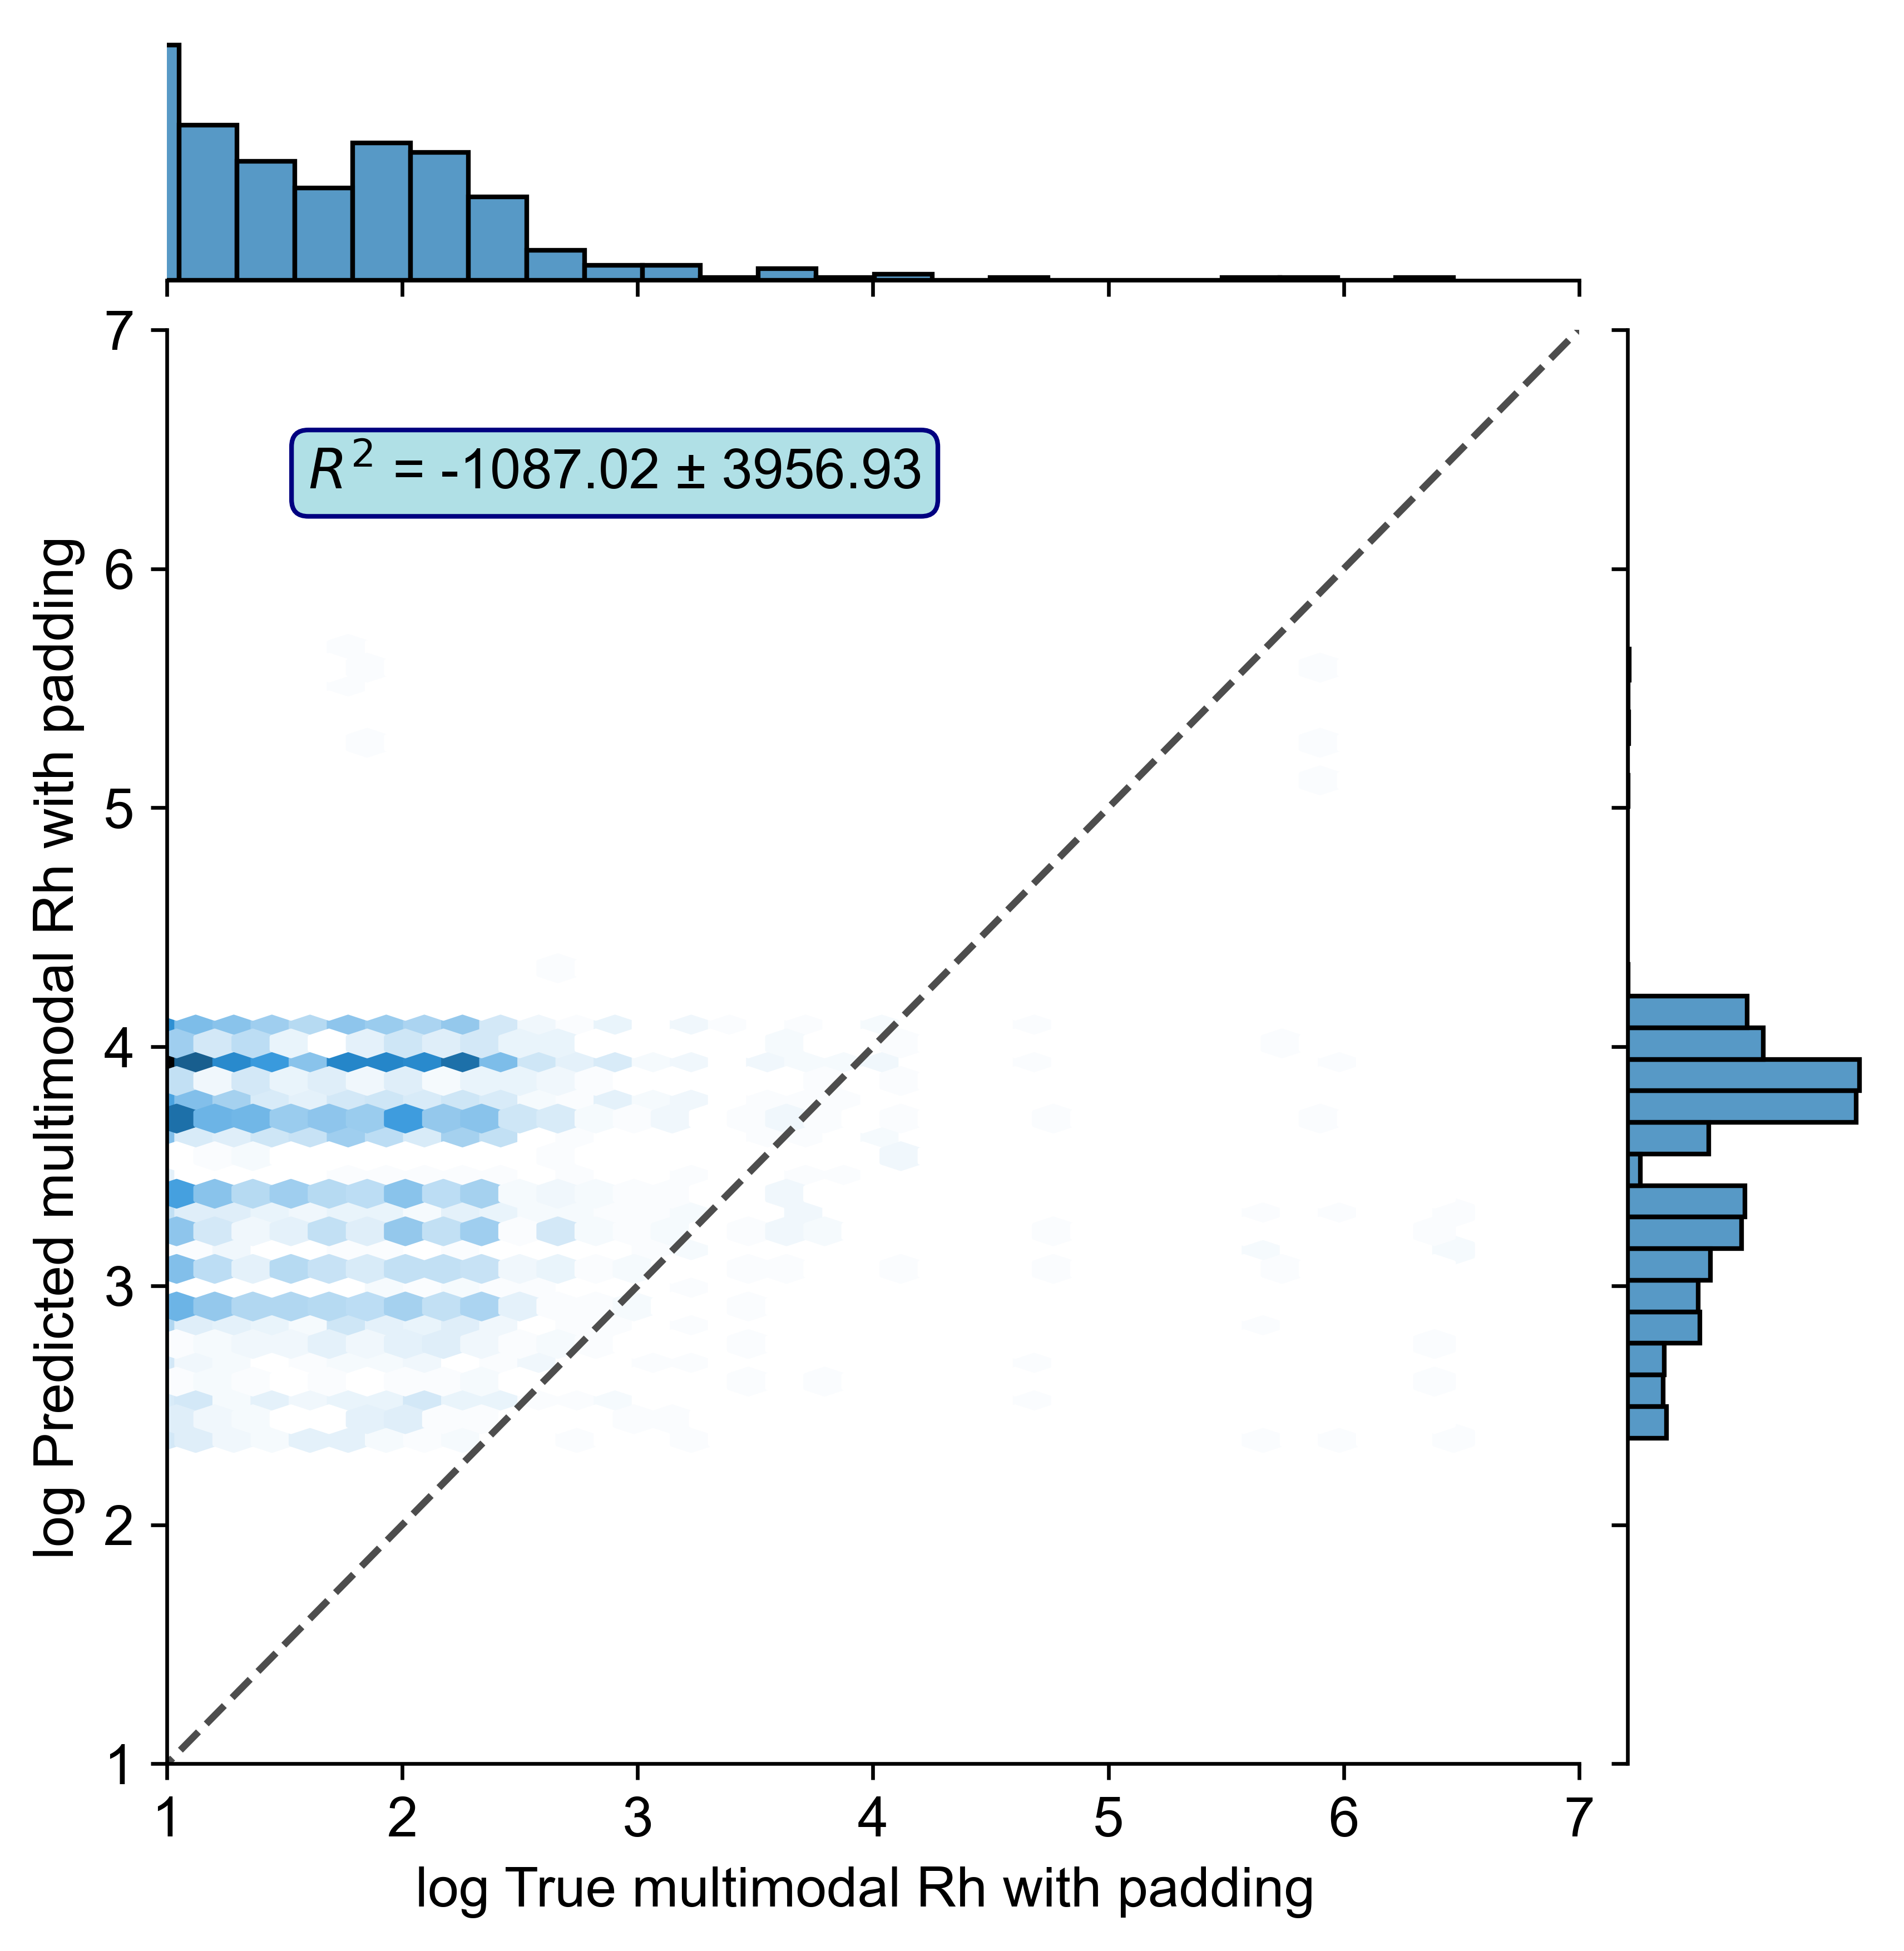 R² = -1087.02 ± 3956.93
log Predicted multimodal Rh with padding
7
6
5
4
3
2
1
1 2 3 4 5 6 7
log True multimodal Rh with padding